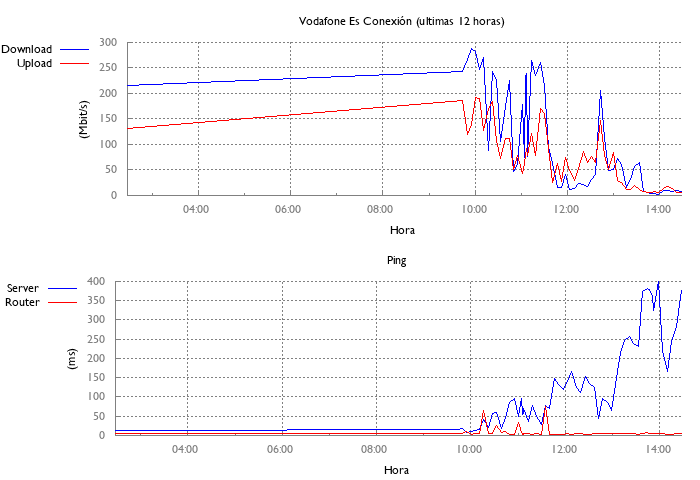 Vodafone Es Conexión (ultimas 12 horas)
Download
Upload
(Mbit/s)
300
250
200
150
100
50
0
04:00 06:00 08:00 10:00 12:00 14:00
Hora
Ping
Server
Router
(ms)
400
350
300
250
200
150
100
50
0
04:00 06:00 08:00 10:00 12:00 14:00
Hora